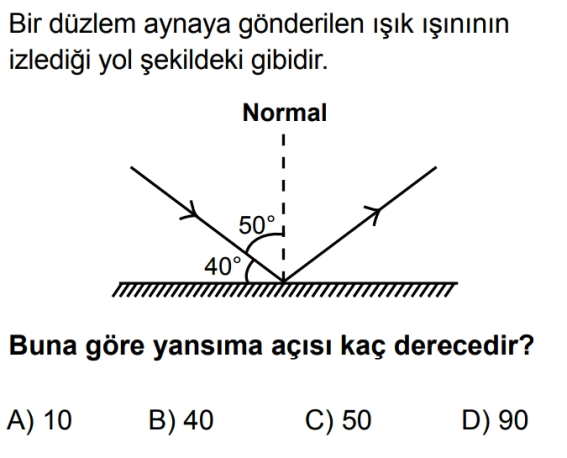 Bir düzlem aynaya gönderilen ışık ışınının
izlediği yol şekildeki gibidir.
Normal
50°
40°
Buna göre yansıma açısı kaç derecedir?
A) 10 B) 40 C) 50 D) 90